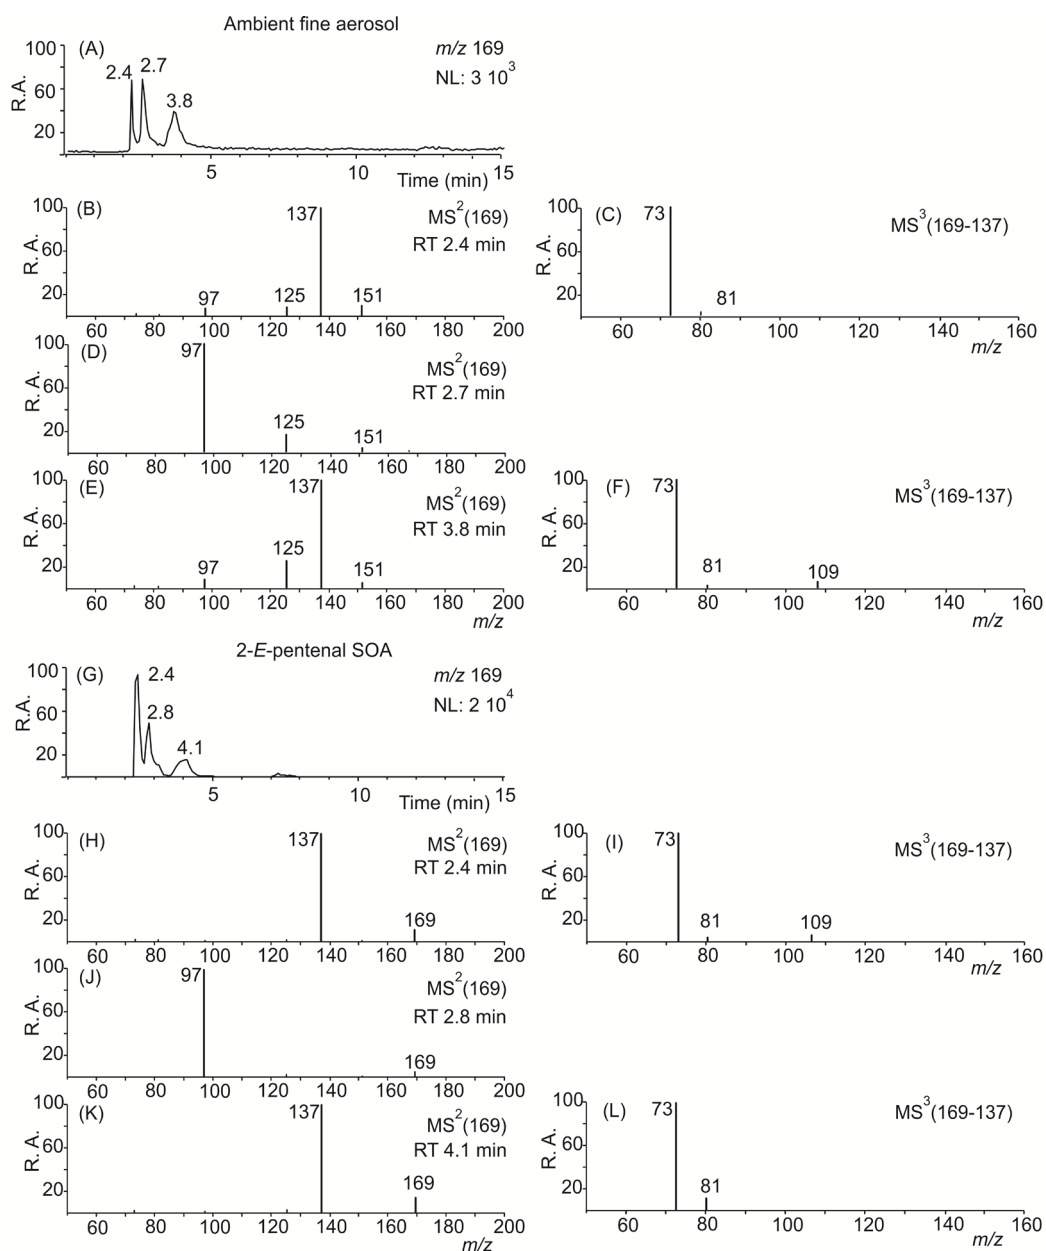 Ambient fine aerosol
(A)
m/z 169
NL: 3 10^3
R.A.
100
60
20
2.4
2.7
3.8
5
10
15
Time (min)
(B)
MS^2(169)
RT 2.4 min
R. A.
100
60
20
137
97
125
151
60 80 100 120 140 160 180 200
(C)
MS^3(169-137)
100
60
20
73
81
60 80 100 120 140 160
m/z
(D)
MS^2(169)
RT 2.7 min
R. A.
100
60
20
97
125
151
60 80 100 120 140 160 180 200
(E)
MS^2(169)
RT 3.8 min
R. A.
100
60
20
137
97
125
151
60 80 100 120 140 160 180 200
m/z
(F)
MS^3(169-137)
R. A.
100
60
20
73
81
109
60 80 100 120 140 160
m/z
2-E-pentenal SOA
(G)
m/z 169
NL: 2 10^4
R.A.
100
60
20
2.4
2.8
4.1
5
10
15
Time (min)
(H)
MS^2(169)
RT 2.4 min
R. A.
100
60
20
137
169
60 80 100 120 140 160 180 200
(I)
MS^3(169-137)
R. A.
100
60
20
73
81
109
60 80 100 120 140 160
m/z
(J)
MS^2(169)
RT 2.8 min
R. A.
100
60
20
97
169
60 80 100 120 140 160 180 200
(K)
MS^2(169)
RT 4.1 min
R. A.
100
60
20
137
169
60 80 100 120 140 160 180 200
m/z
(L)
MS^3(169-137)
R. A.
100
60
20
73
81
60 80 100 120 140 160
m/z